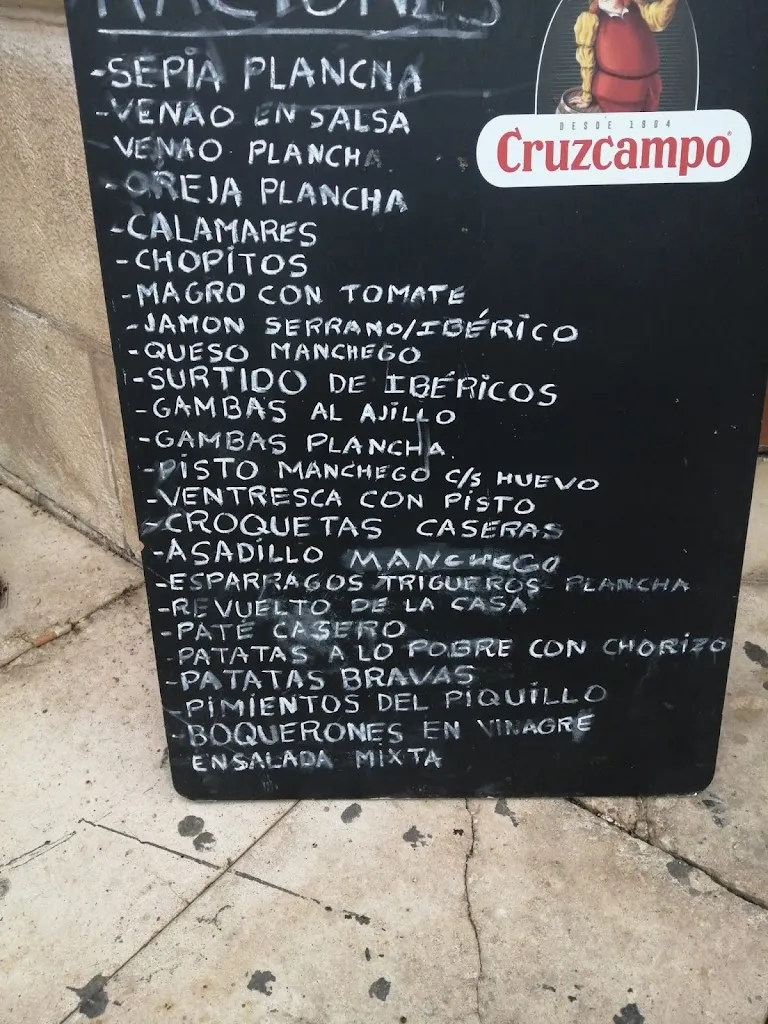 RACIONES
DESDE 1904
Cruzcampo
-SEPIA PLANCHA
-VENAO EN SALSA
VENAO PLANCHA
-OREJA PLANCHA
-CALAMARES
-CHOPITOS
-MAGRO CON TOMATE
-JAMON SERRANO/IBÉRICO
-QUESO MANCHEGO
-SURTIDO DE IBÉRICOS
-GAMBAS AL AJILLO
-GAMBAS PLANCHA
-PISTO MANCHEGO C/S HUEVO
-VENTRESCA CON PISTO
-CROQUETAS CASERAS
-ASADILLO MANCHEGO
-ESPARRAGOS TRIGUEROS PLANCHA
-REVUELTO DE LA CASA
-PATÉ CASERO
-PATATAS A LO POBRE CON CHORIZO
-PATATAS BRAVAS
-PIMIENTOS DEL PIQUILLO
-BOQUERONES EN VINAGRE
ENSALADA MIXTA